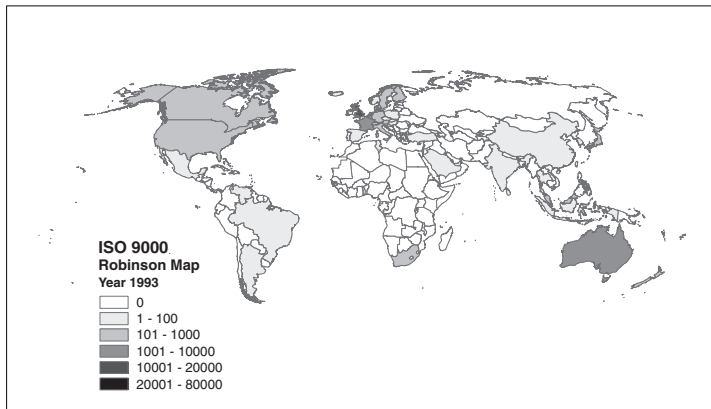 ISO 9000
Robinson Map
Year 1993
0
1 - 100
101 - 1000
1001 - 10000
10001 - 20000
20001 - 80000